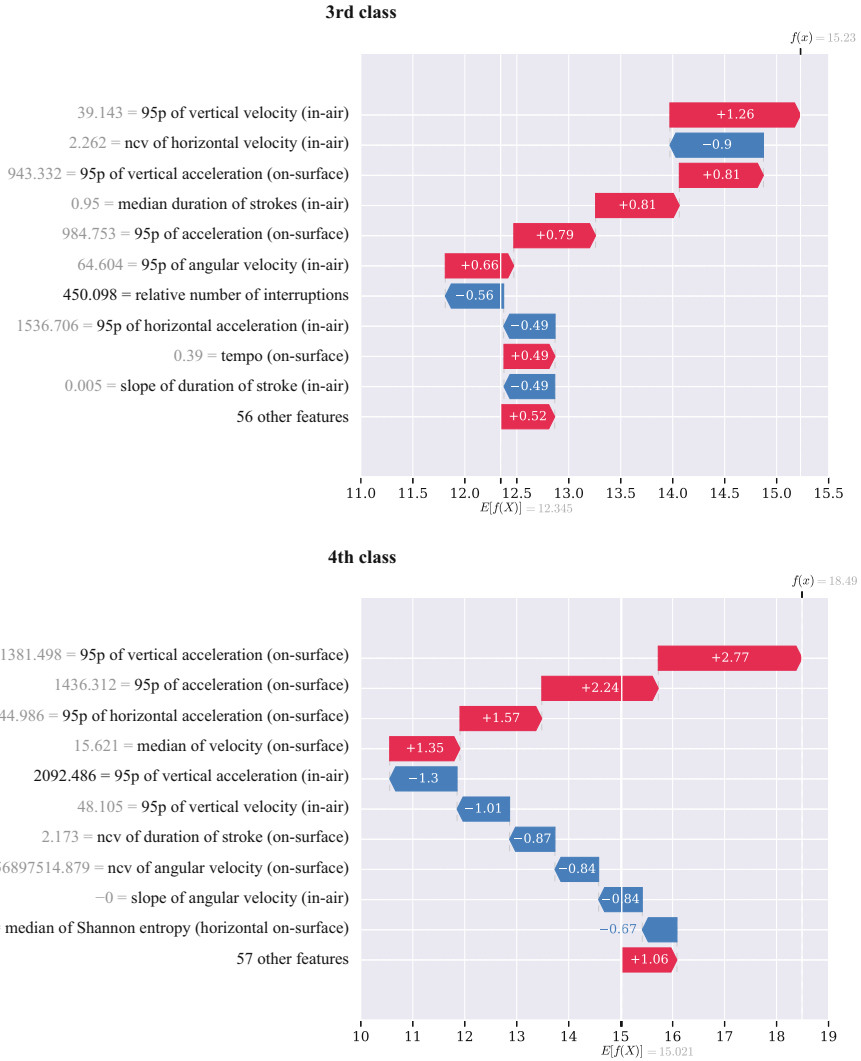 3rd class
f(x) = 15.23
39.143 = 95p of vertical velocity (in-air)
+1.26
2.262 = ncv of horizontal velocity (in-air)
−0.9
943.332 = 95p of vertical acceleration (on-surface)
+0.81
0.95 = median duration of strokes (in-air)
+0.81
984.753 = 95p of acceleration (on-surface)
+0.79
64.604 = 95p of angular velocity (in-air)
+0.66
450.098 = relative number of interruptions
−0.56
1536.706 = 95p of horizontal acceleration (in-air)
−0.49
0.39 = tempo (on-surface)
+0.49
0.005 = slope of duration of stroke (in-air)
−0.49
56 other features
+0.52
11.0 11.5 12.0 12.5 13.0 13.5 14.0 14.5 15.0 15.5
E[f(X)] = 12.345
4th class
f(x) = 18.49
1381.498 = 95p of vertical acceleration (on-surface)
+2.77
1436.312 = 95p of acceleration (on-surface)
+2.24
44.986 = 95p of horizontal acceleration (on-surface)
+1.57
15.621 = median of velocity (on-surface)
+1.35
2092.486 = 95p of vertical acceleration (in-air)
−1.3
48.105 = 95p of vertical velocity (in-air)
−1.01
2.173 = ncv of duration of stroke (on-surface)
−0.87
6897514.879 = ncv of angular velocity (on-surface)
−0.84
−0 = slope of angular velocity (in-air)
−0.84
median of Shannon entropy (horizontal on-surface)
−0.67
57 other features
+1.06
10 11 12 13 14 15 16 17 18 19
E[f(X)] = 15.021